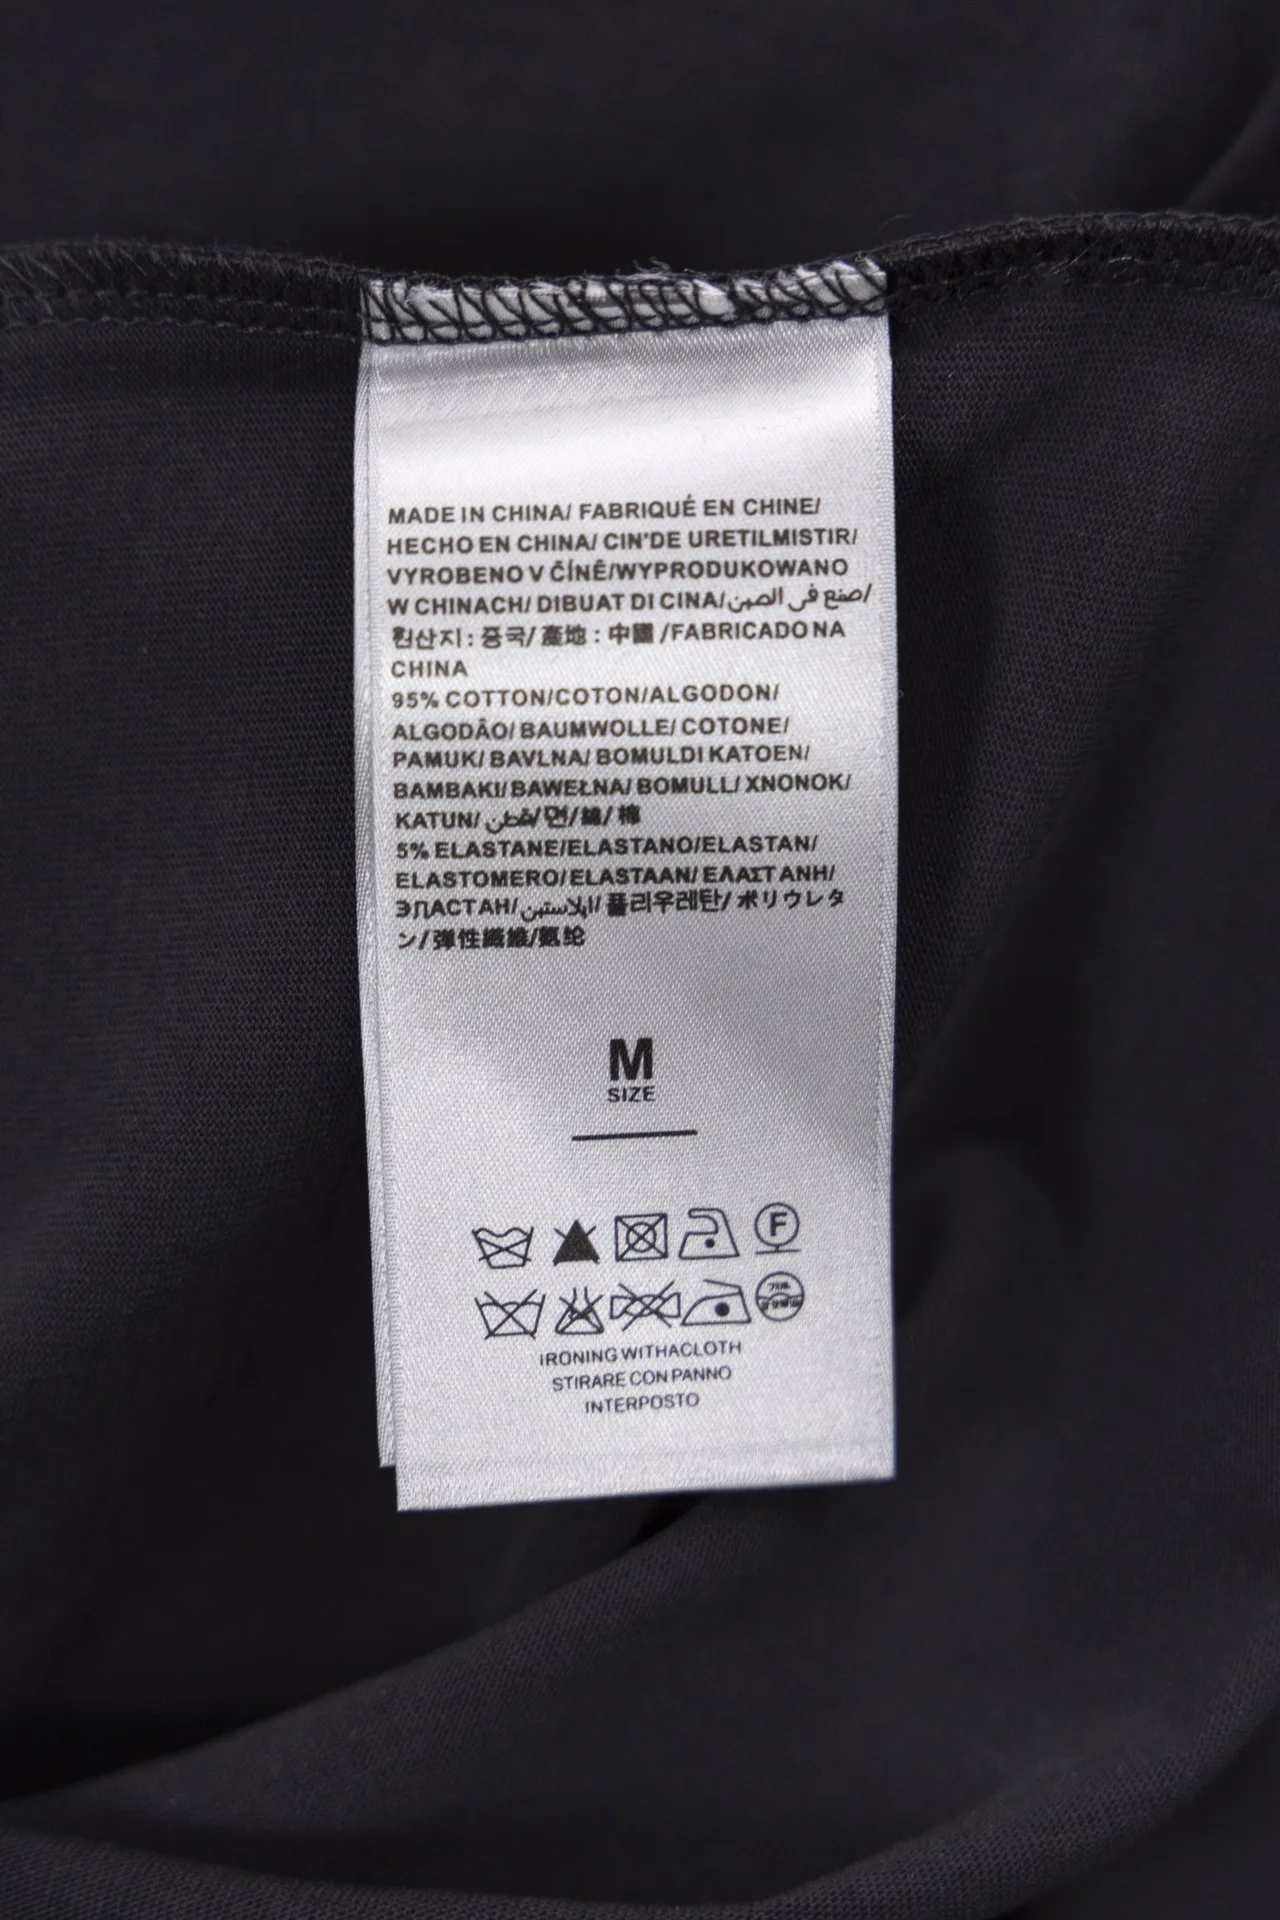 MADE IN CHINA/ FABRIQUÉ EN CHINE/
HECHO EN CHINA/ CIN'DE URETILMISTIR/
VYROBENO V ČÍNĚ/WYPRODUKOWANO
W CHINACH/ DIBUAT DI CINA/صنع في الصين/
원산지 : 중국/ 產地 : 中國 /FABRICADO NA
CHINA
95% COTTON/COTON/ALGODON/
ALGODÃO/ BAUMWOLLE/ COTONE/
PAMUK/ BAVLNA/ BOMULDI KATOEN/
BAMBAKI/ BAWEŁNA/ BOMULL/ XNONOK/
KATUN/ قطن/면/綿/ 棉
5% ELASTANE/ELASTANO/ELASTAN/
ELASTOMERO/ ELASTAAN/ ΕΛΑΣΤ ΑΝΗ/
ЭЛАСТАН/إيلاستين/ 폴리우레탄/ ポリウレタ
ン/ 弹性纖維/氨纶
M
SIZE
F
IRONING WITHACLOTH
STIRARE CON PANNO
INTERPOSTO